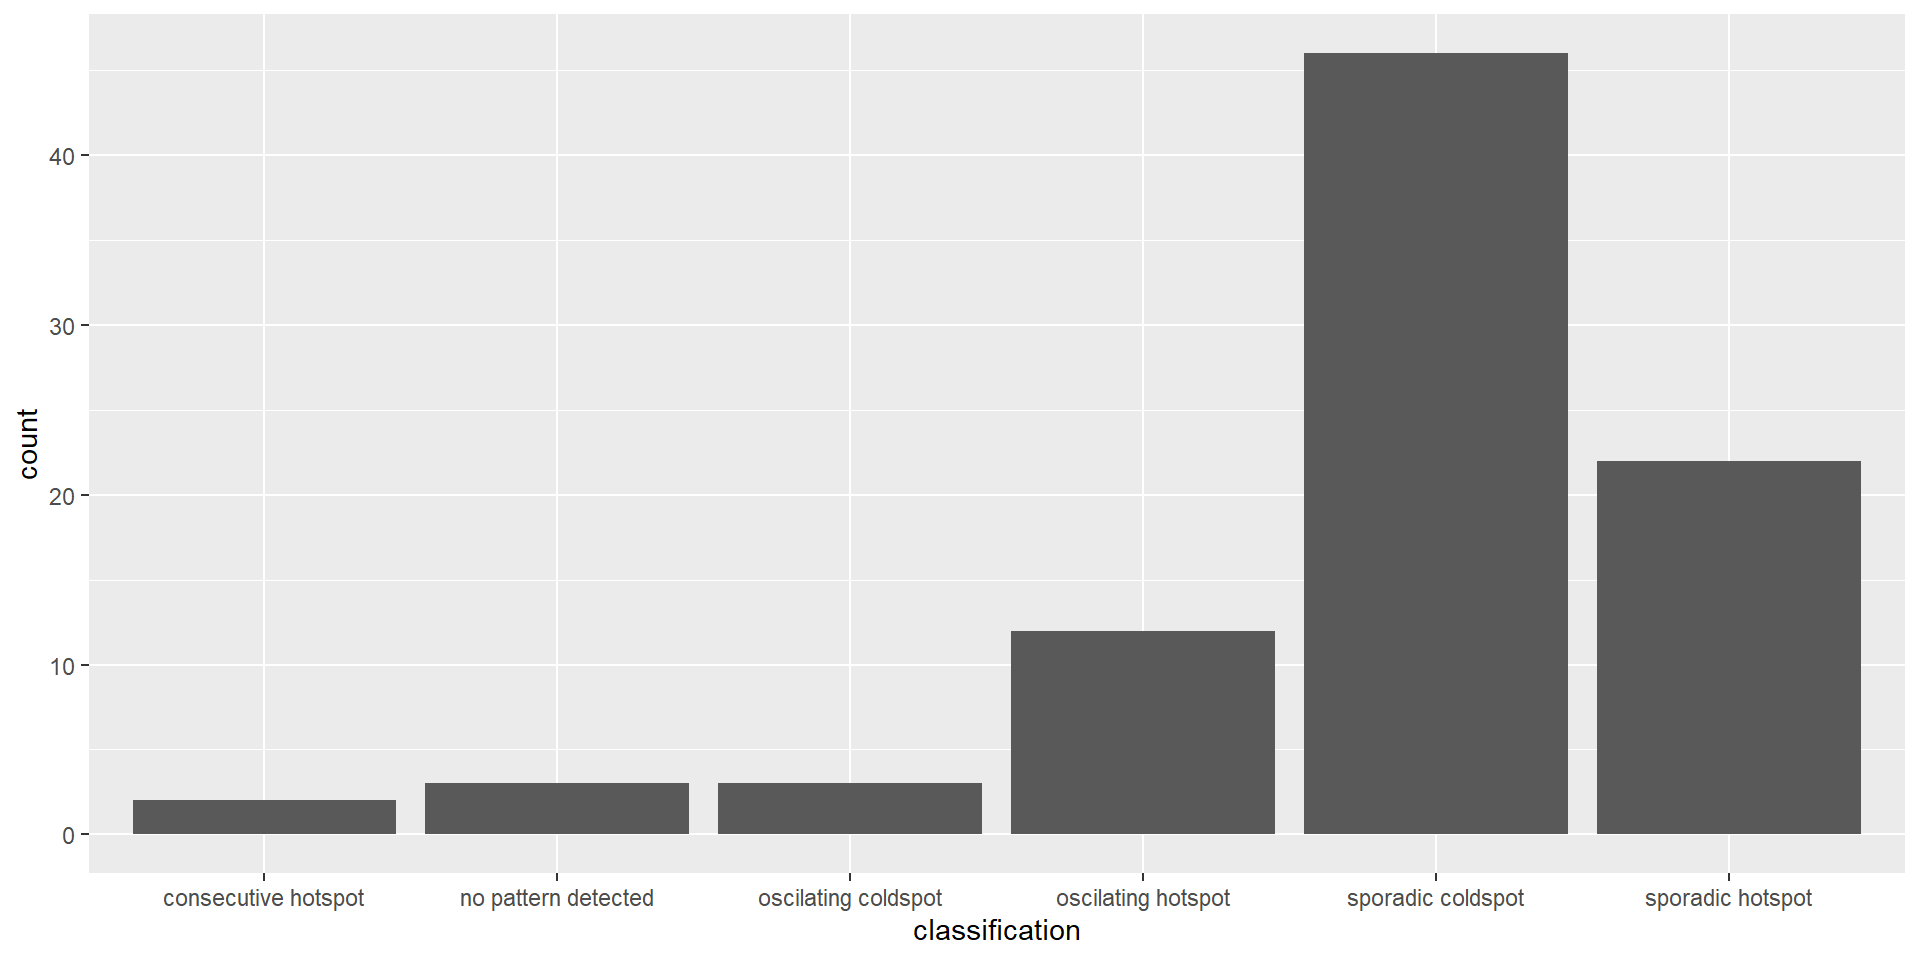 count
40
30
20
10
0
consecutive hotspot
no pattern detected
oscilating coldspot
oscilating hotspot
sporadic coldspot
sporadic hotspot
classification